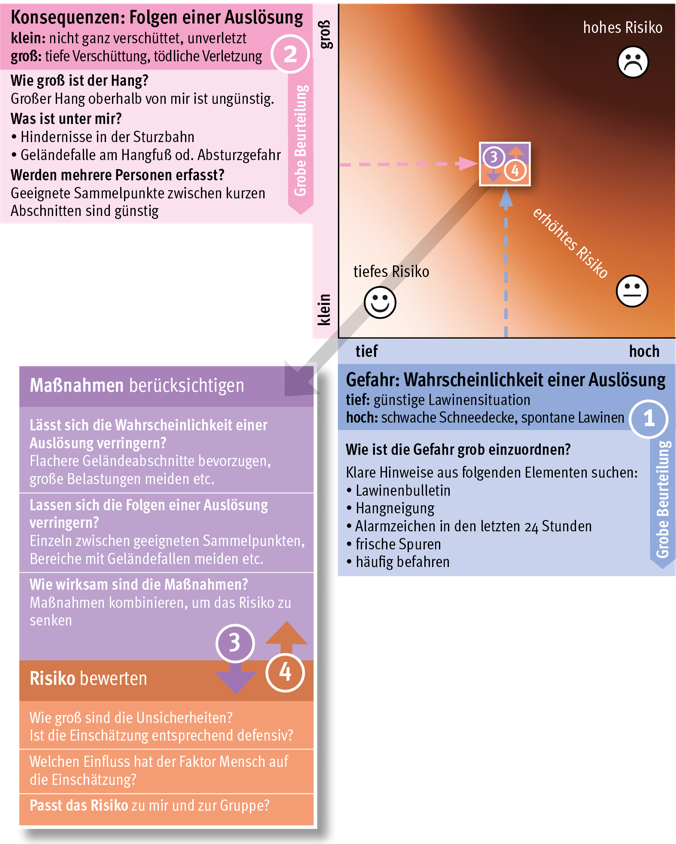 Konsequenzen: Folgen einer Auslösung
klein: nicht ganz verschüttet, unverletzt
groß: tiefe Verschüttung, tödliche Verletzung
2
Wie groß ist der Hang?
Großer Hang oberhalb von mir ist ungünstig.
Was ist unter mir?
• Hindernisse in der Sturzbahn
• Geländefalle am Hangfuß od. Absturzgefahr
Werden mehrere Personen erfasst?
Geeignete Sammelpunkte zwischen kurzen
Abschnitten sind günstig
Grobe Beurteilung
groß
klein
hohes Risiko
3
4
erhöhtes Risiko
tiefes Risiko
tief
hoch
Gefahr: Wahrscheinlichkeit einer Auslösung
tief: günstige Lawinensituation
hoch: schwache Schneedecke, spontane Lawinen
1
Wie ist die Gefahr grob einzuordnen?
Klare Hinweise aus folgenden Elementen suchen:
• Lawinenbulletin
• Hangneigung
• Alarmzeichen in den letzten 24 Stunden
• frische Spuren
• häufig befahren
Grobe Beurteilung
Maßnahmen berücksichtigen
Lässt sich die Wahrscheinlichkeit einer
Auslösung verringern?
Flachere Geländeabschnitte bevorzugen,
große Belastungen meiden etc.
Lassen sich die Folgen einer Auslösung
verringern?
Einzeln zwischen geeigneten Sammelpunkten,
Bereiche mit Geländefallen meiden etc.
Wie wirksam sind die Maßnahmen?
Maßnahmen kombinieren, um das Risiko zu
senken
3
4
Risiko bewerten
Wie groß sind die Unsicherheiten?
Ist die Einschätzung entsprechend defensiv?
Welchen Einfluss hat der Faktor Mensch auf
die Einschätzung?
Passt das Risiko zu mir und zur Gruppe?